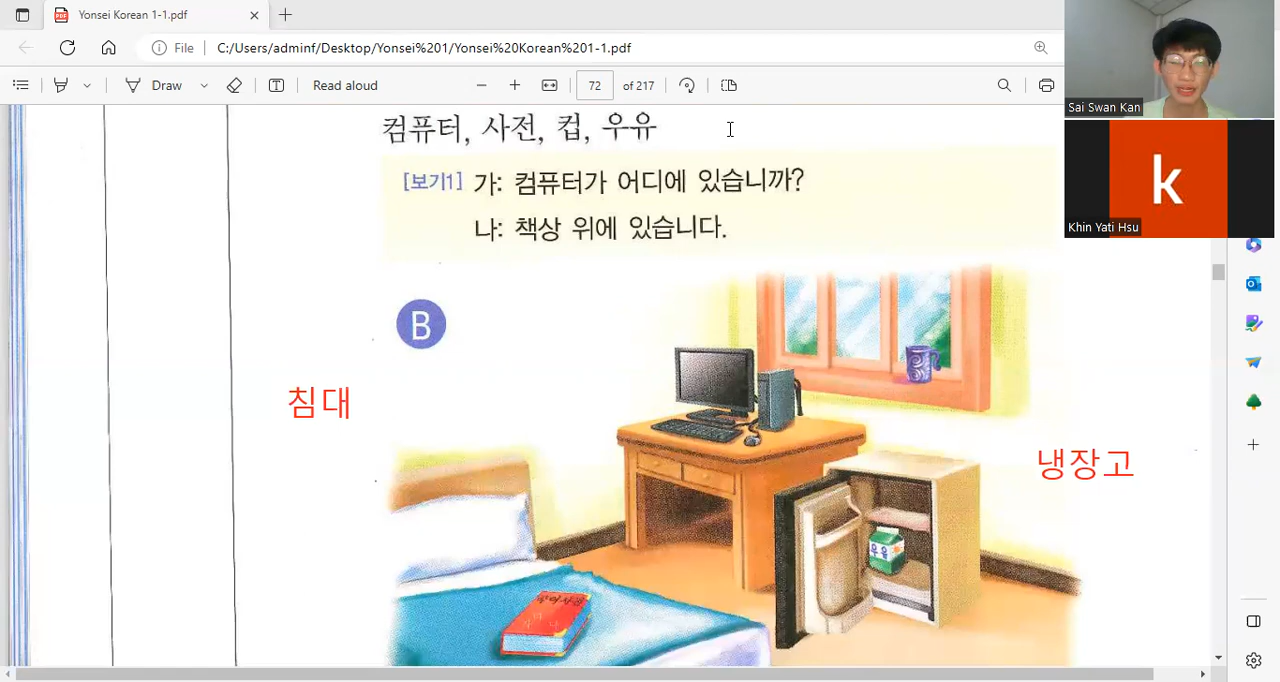 Yonsei Korean 1-1.pdf
File
C:/Users/adminf/Desktop/Yonsei%201/Yonsei%20Korean%201-1.pdf
Draw
Read aloud
72 of 217
Sai Swan Kan
k
Khin Yati Hsu
컴퓨터, 사전, 컵, 우유
[보기1] 가: 컴퓨터가 어디에 있습니까?
나: 책상 위에 있습니다.
B
침대
냉장고